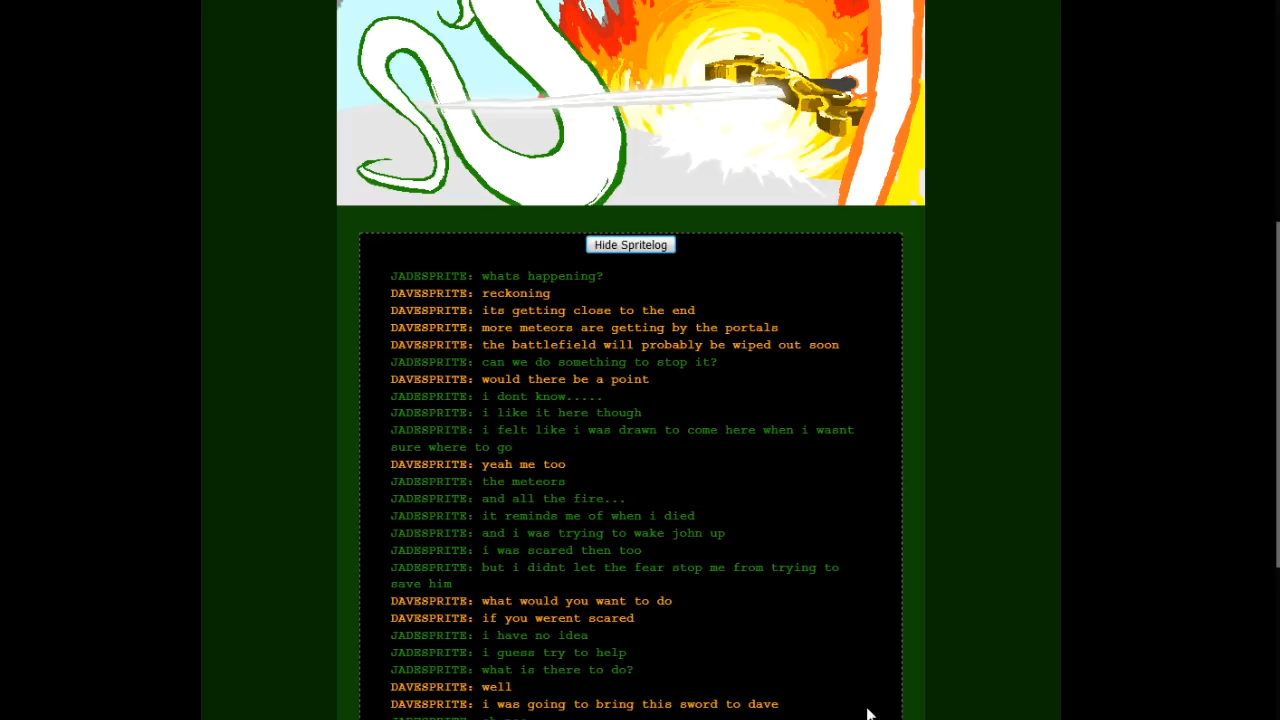 Hide Spritelog
JADESPRITE: whats happening?
DAVESPRITE: reckoning
DAVESPRITE: its getting close to the end
DAVESPRITE: more meteors are getting by the portals
DAVESPRITE: the battlefield will probably be wiped out soon
JADESPRITE: can we do something to stop it?
DAVESPRITE: would there be a point
JADESPRITE: i dont know.....
JADESPRITE: i like it here though
JADESPRITE: i felt like i was drawn to come here when i wasnt
sure where to go
DAVESPRITE: yeah me too
JADESPRITE: the meteors
JADESPRITE: and all the fire...
JADESPRITE: it reminds me of when i died
JADESPRITE: and i was trying to wake john up
JADESPRITE: i was scared then too
JADESPRITE: but i didnt let the fear stop me from trying to
save him
DAVESPRITE: what would you want to do
DAVESPRITE: if you werent scared
JADESPRITE: i have no idea
JADESPRITE: i guess try to help
JADESPRITE: what is there to do?
DAVESPRITE: well
DAVESPRITE: i was going to bring this sword to dave